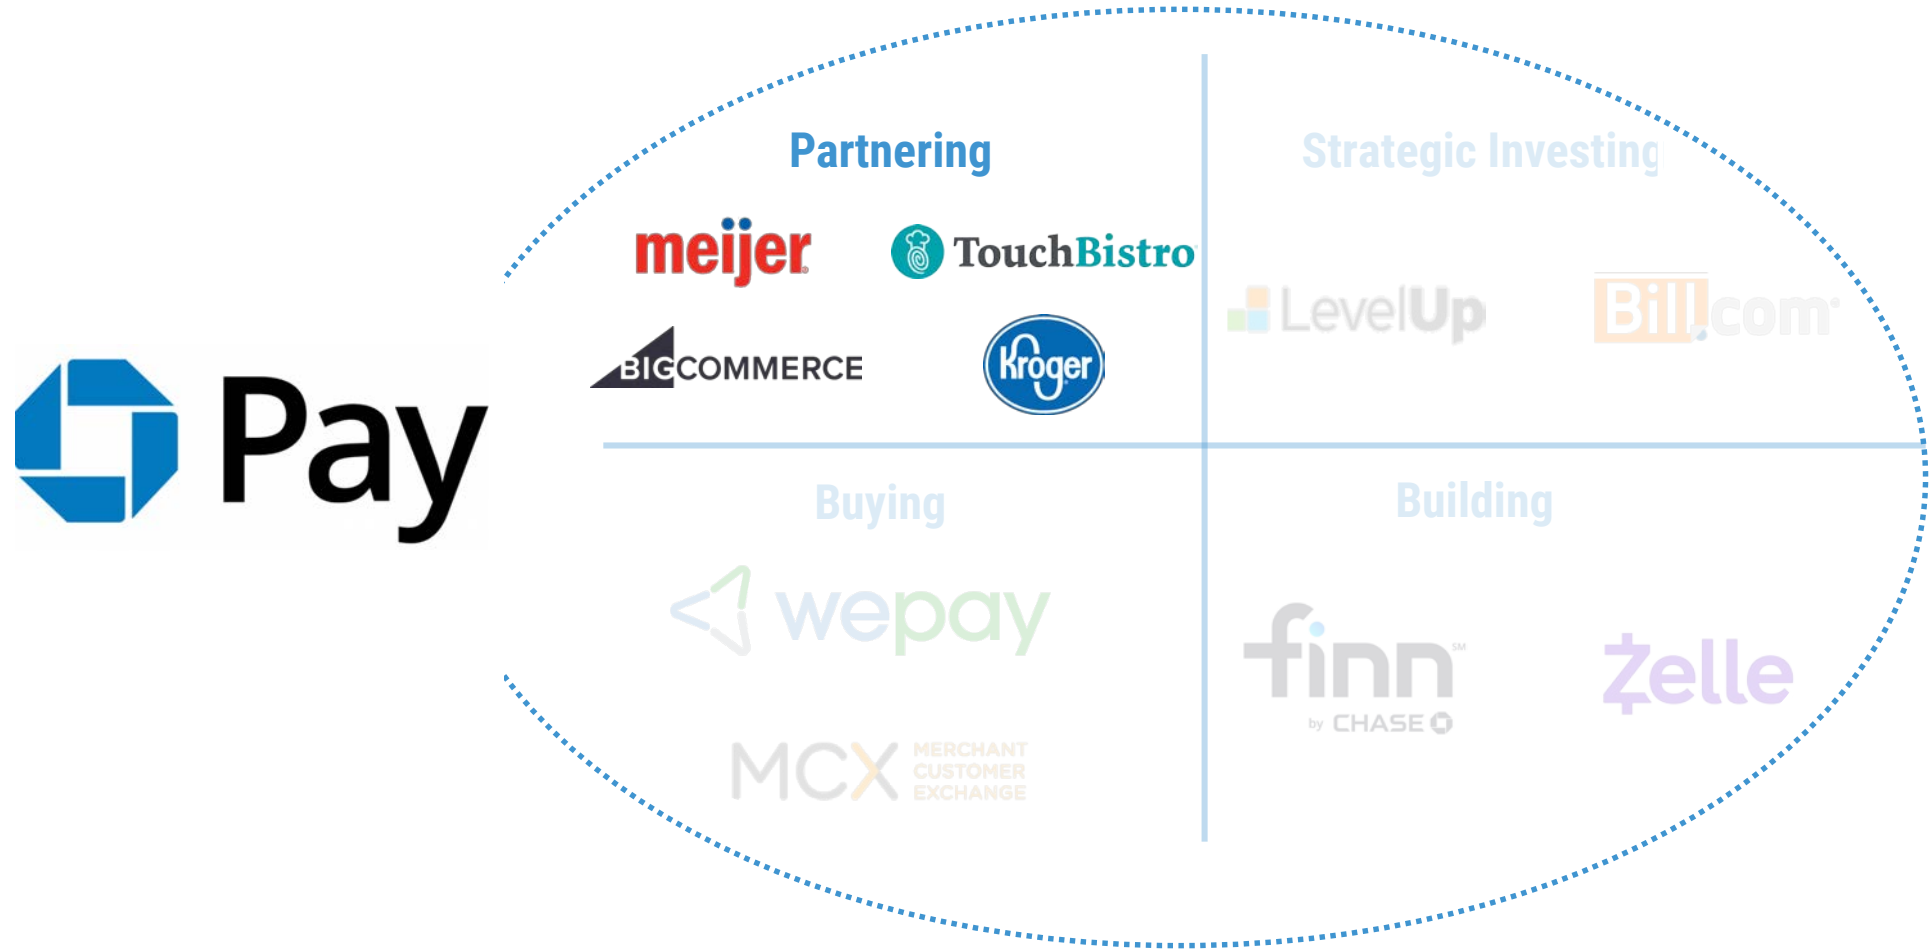 Pay
Partnering
meijer
TouchBistro
BIGCOMMERCE
Kroger
Strategic Investing
LevelUp
Bill.com
Buying
wepay
MCX MERCHANT
CUSTOMER
EXCHANGE
Building
finn SM
by CHASE
Zelle